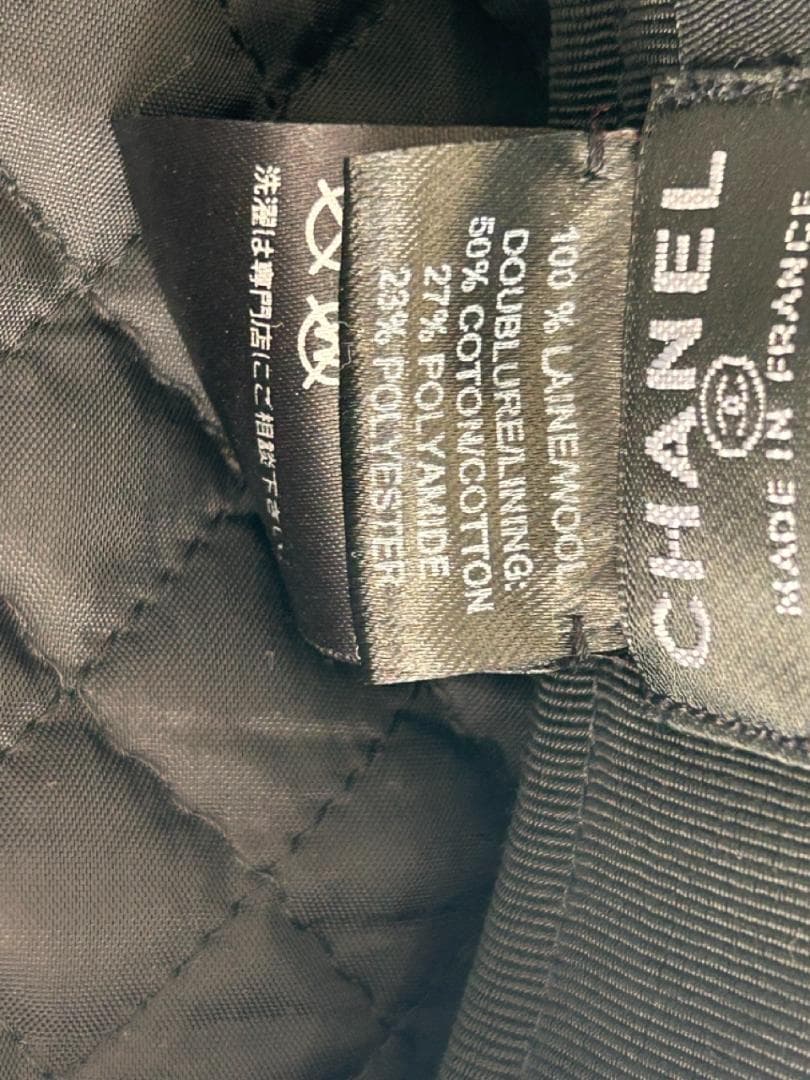 CHANEL
MADE IN FRANCE
100 % LAINE/WOOL
DOUBLURE/LINING:
50% COTON/COTTON
27% POLYAMIDE
23% POLYESTER
洗濯は専門店にご相談下さい